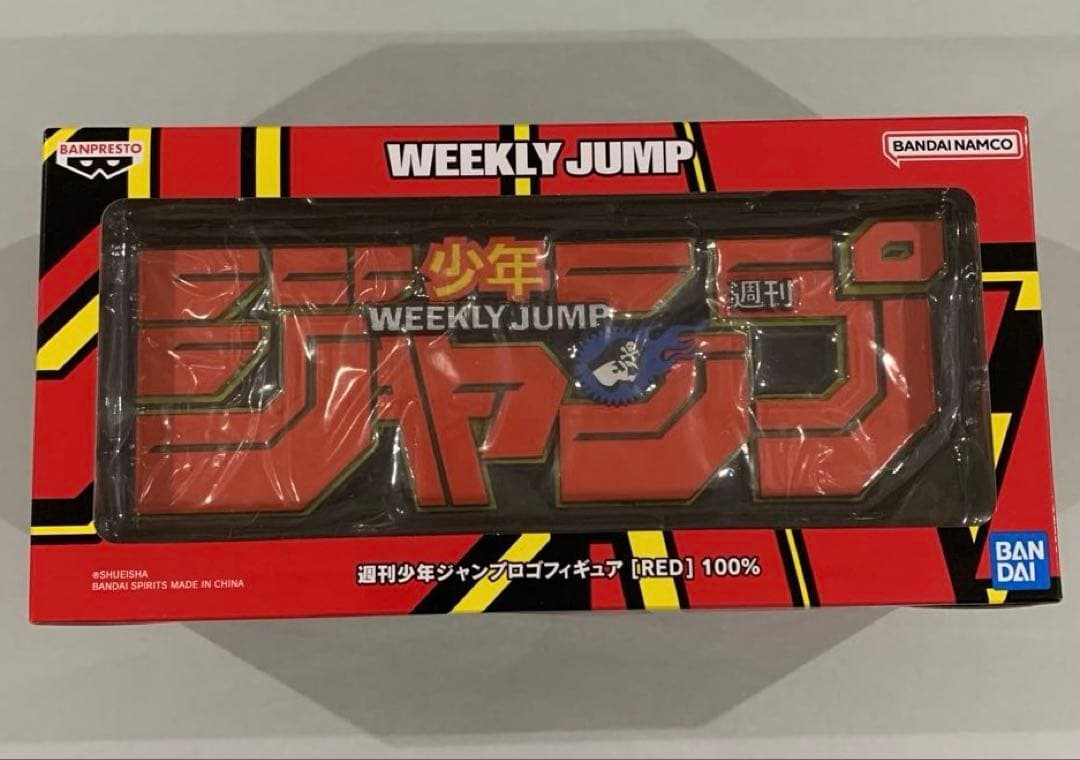 BANPRESTO
WEEKLY JUMP
BANDAI NAMCO
少年
WEEKLY JUMP
週刊
ジャンプ
®SHUEISHA
BANDAI SPIRITS MADE IN CHINA
週刊少年ジャンプロゴフィギュア [RED] 100%
BAN
DAI